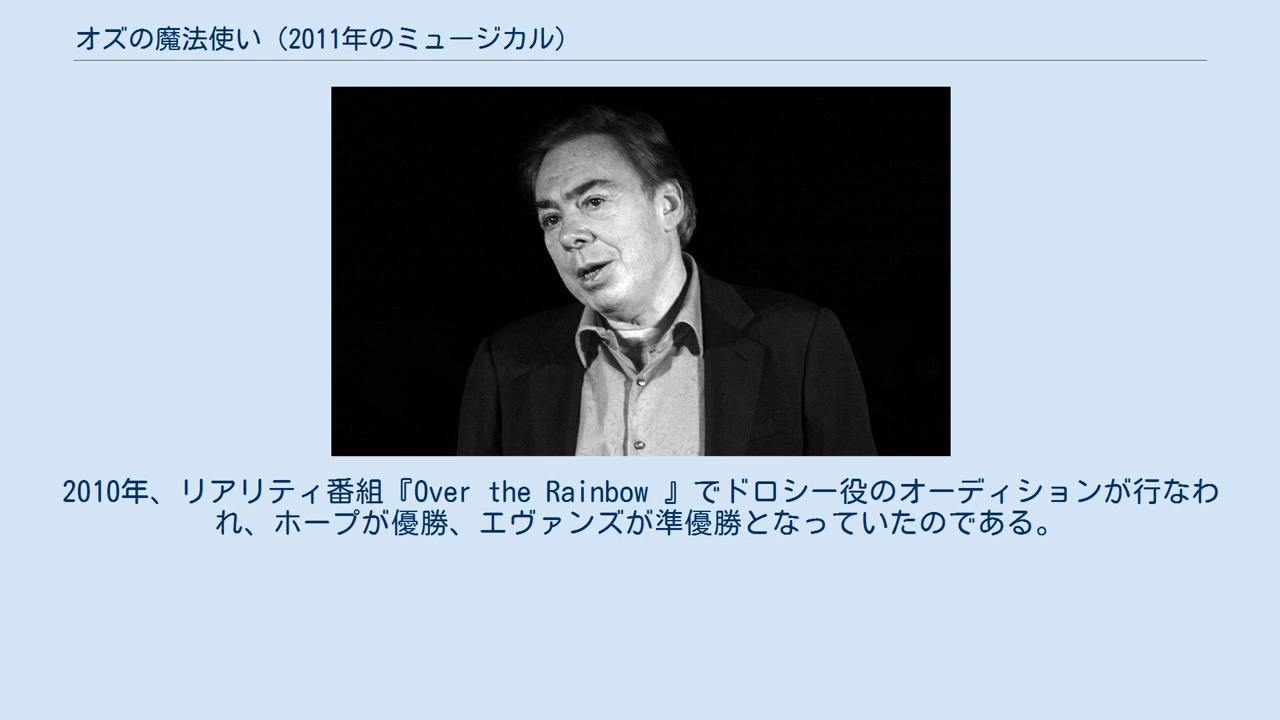 オズの魔法使い（2011年のミュージカル）
2010年、リアリティ番組『Over the Rainbow 』でドロシー役のオーディションが行なわ
れ、ホープが優勝、エヴァンズが準優勝となっていたのである。